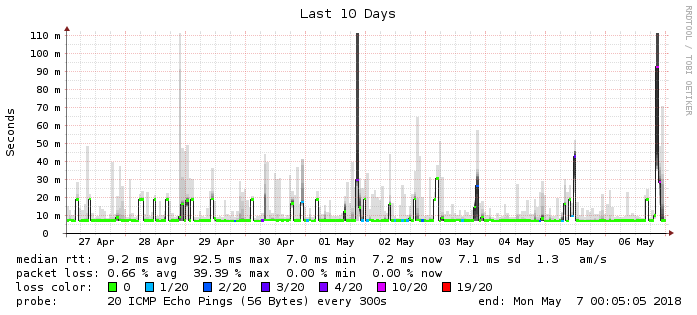 Last 10 Days
RRDTOOL / TOBI OETIKER
Seconds
110 m
100 m
90 m
80 m
70 m
60 m
50 m
40 m
30 m
20 m
10 m
0
27 Apr 28 Apr 29 Apr 30 Apr 01 May 02 May 03 May 04 May 05 May 06 May
median rtt: 9.2 ms avg 92.5 ms max 7.0 ms min 7.2 ms now 7.1 ms sd 1.3 am/s
packet loss: 0.66 % avg 39.39 % max 0.00 % min 0.00 % now
loss color: 0 1/20 2/20 3/20 4/20 10/20 19/20
probe: 20 ICMP Echo Pings (56 Bytes) every 300s end: Mon May 7 00:05:05 2018